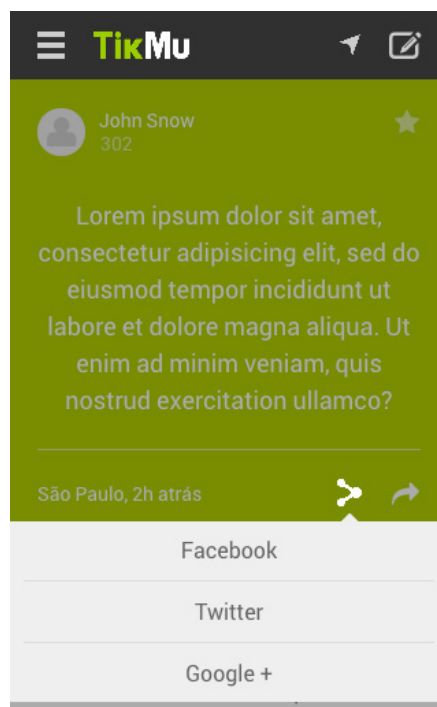 TiкMu
John Snow
302
Lorem ipsum dolor sit amet,
consectetur adipisicing elit, sed do
eiusmod tempor incididunt ut
labore et dolore magna aliqua. Ut
enim ad minim veniam, quis
nostrud exercitation ullamco?
São Paulo, 2h atrás
Facebook
Twitter
Google +